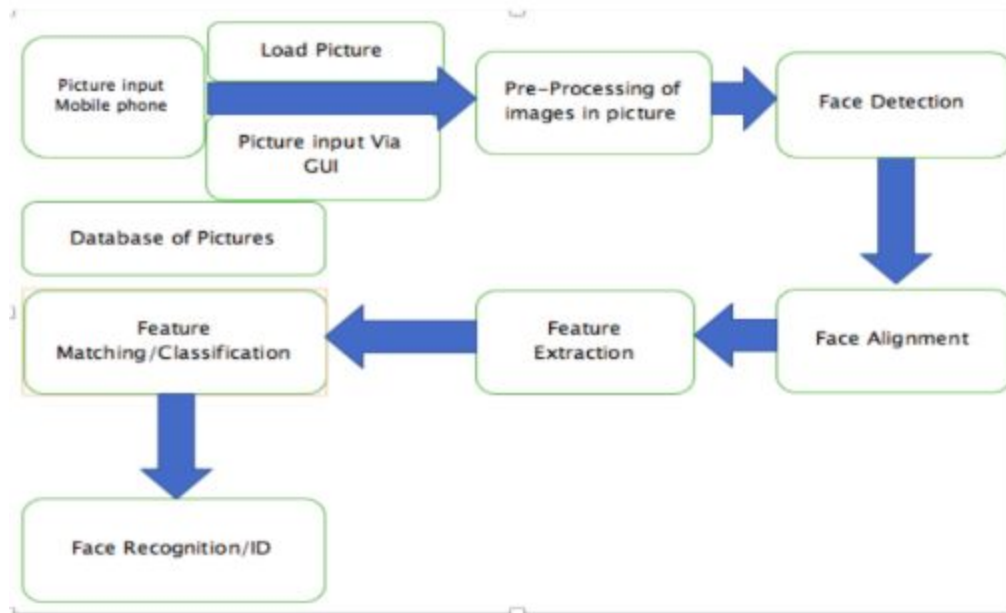 Picture input
Mobile phone
Load Picture
Picture input Via
GUI
Pre-Processing of
images in picture
Face Detection
Database of Pictures
Feature
Matching/Classification
Feature
Extraction
Face Alignment
Face Recognition/ID